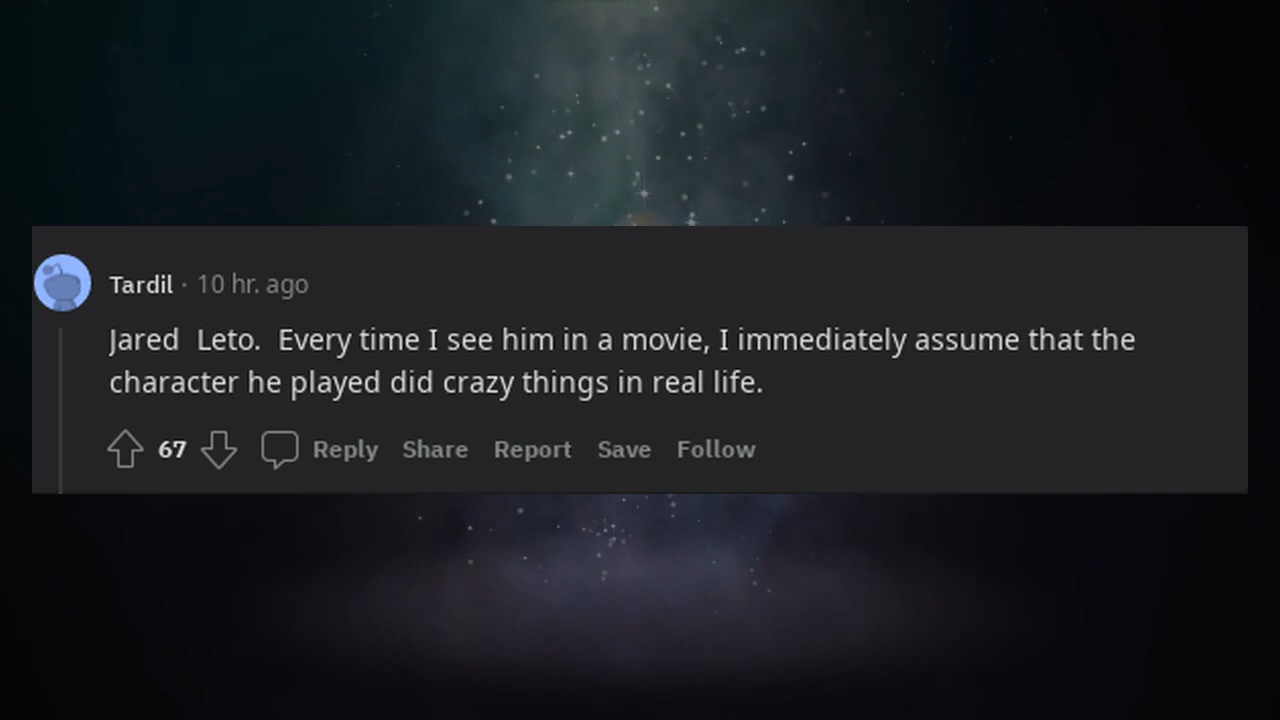 Tardil · 10 hr. ago
Jared Leto. Every time I see him in a movie, I immediately assume that the
character he played did crazy things in real life.
67 Reply Share Report Save Follow